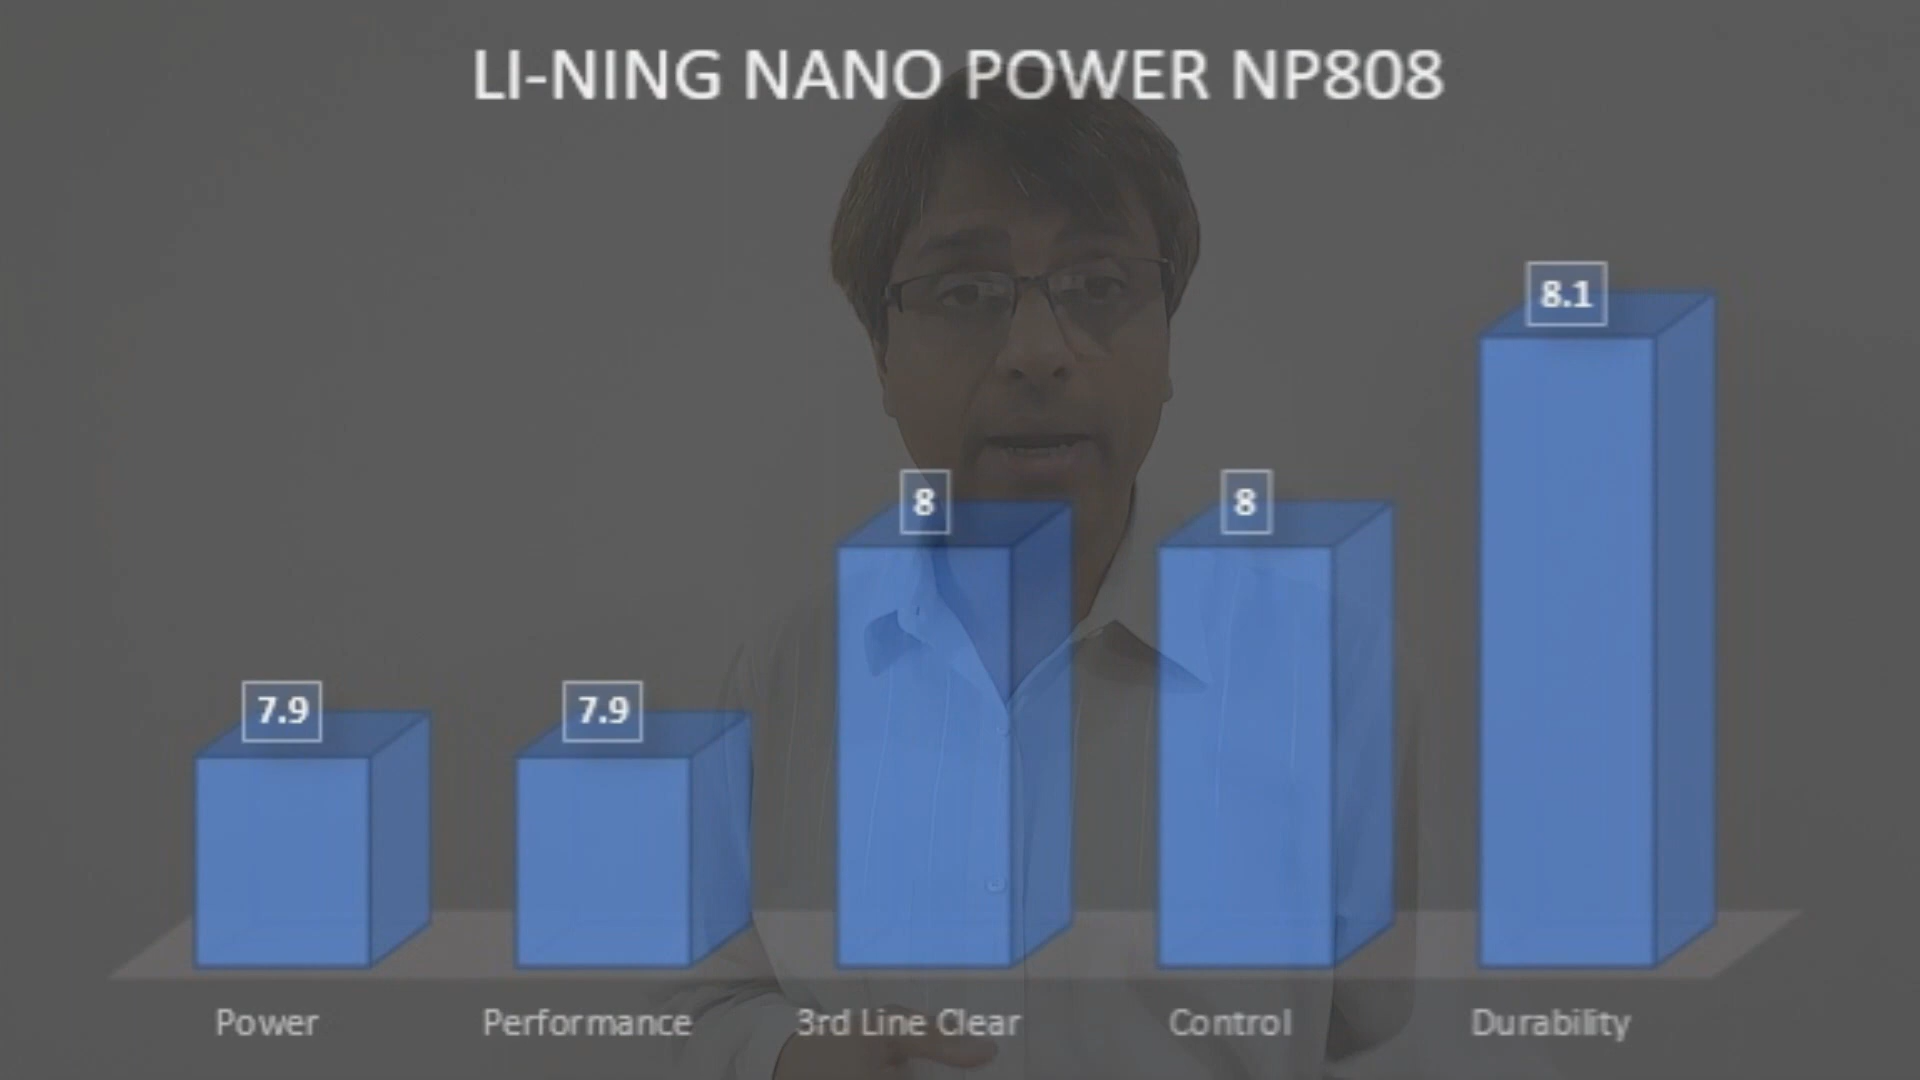 LI-NING NANO POWER NP808
8.1
8
8
7.9
7.9
Power
Performance
3rd Line Clear
Control
Durability